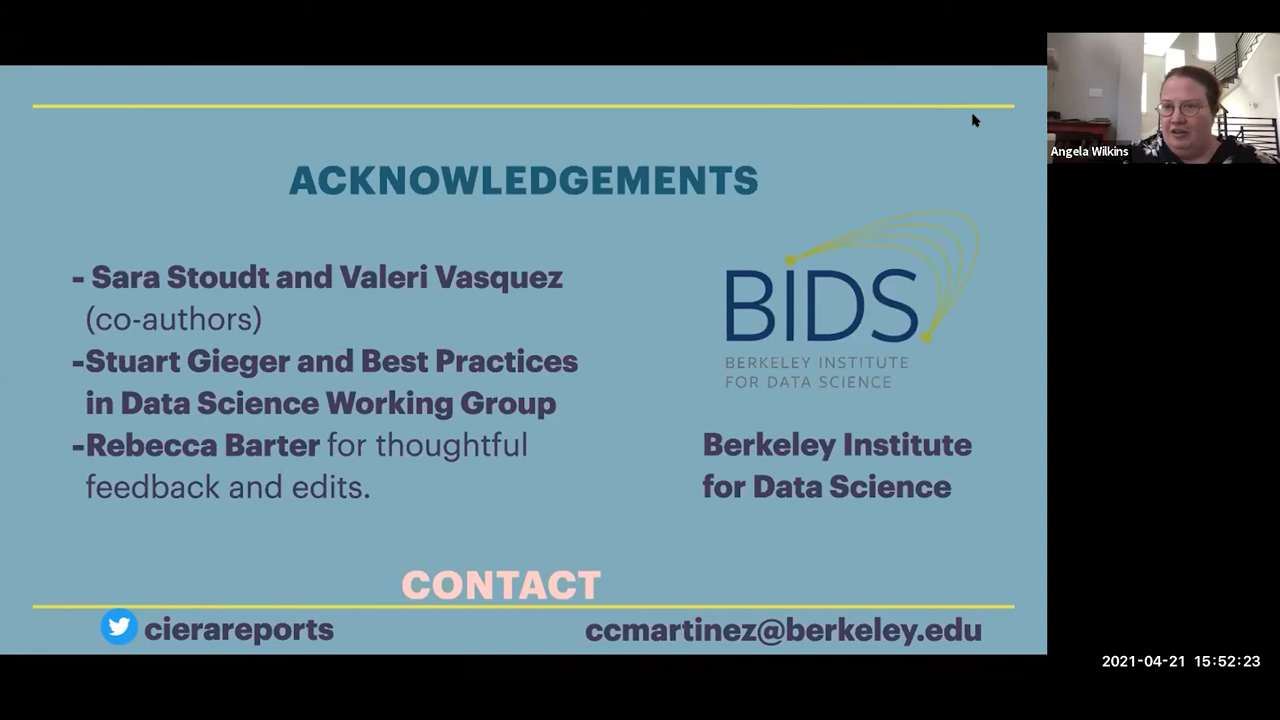 ACKNOWLEDGEMENTS
- Sara Stoudt and Valeri Vasquez
(co-authors)
-Stuart Gieger and Best Practices
in Data Science Working Group
-Rebecca Barter for thoughtful
feedback and edits.
BIDS
BERKELEY INSTITUTE
FOR DATA SCIENCE
Berkeley Institute
for Data Science
CONTACT
cierareports
ccmartinez@berkeley.edu
Angela Wilkins
2021-04-21 15:52:23